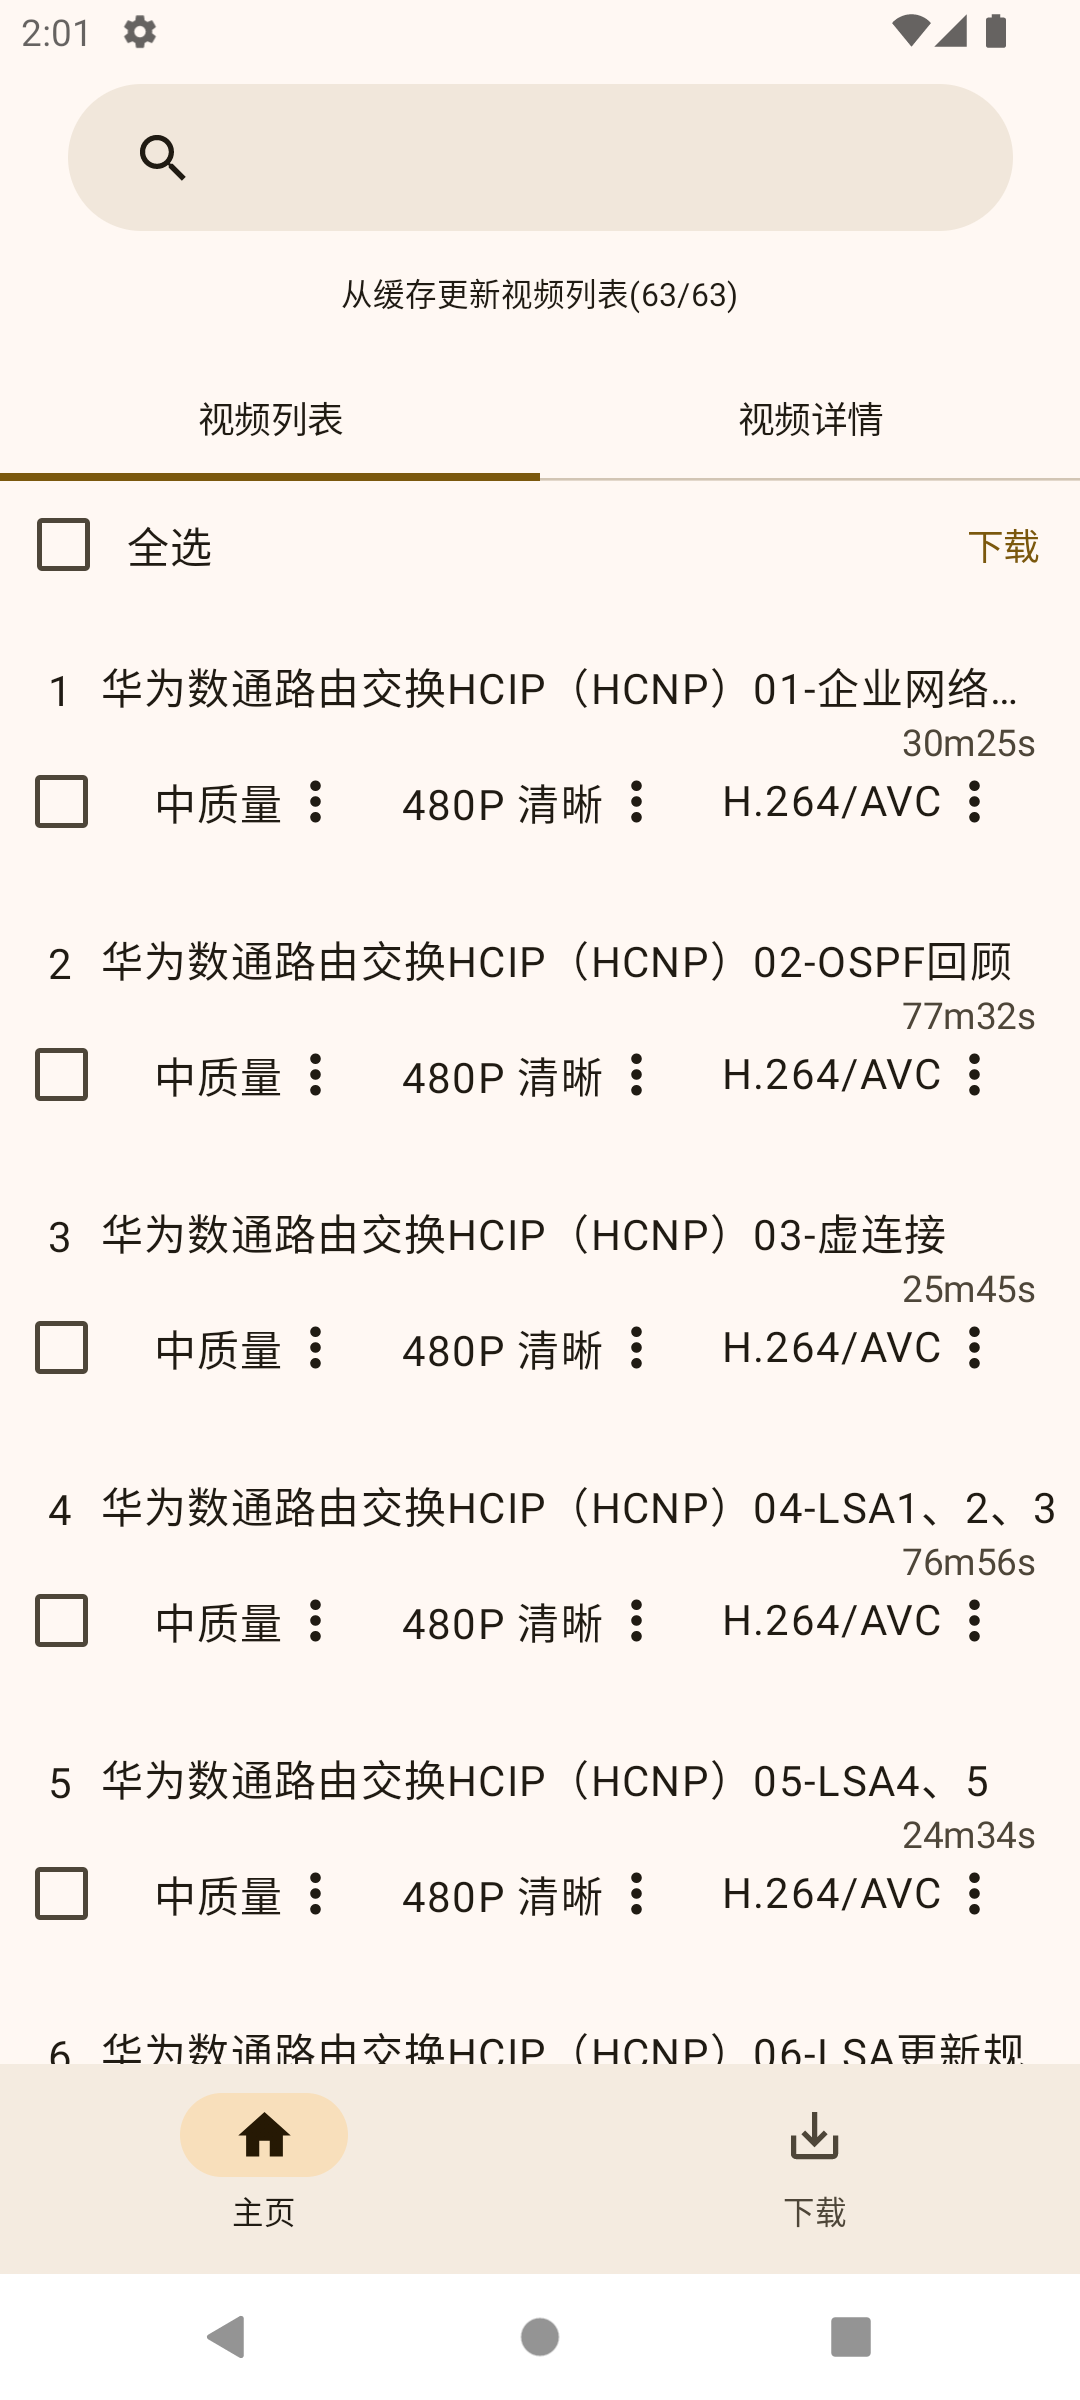 2:01
从缓存更新视频列表(63/63)
视频列表
视频详情
全选
下载
1 华为数通路由交换HCIP（HCNP）01-企业网络...
30m25s
中质量 480P 清晰 H.264/AVC
2 华为数通路由交换HCIP（HCNP）02-OSPF回顾
77m32s
中质量 480P 清晰 H.264/AVC
3 华为数通路由交换HCIP（HCNP）03-虚连接
25m45s
中质量 480P 清晰 H.264/AVC
4 华为数通路由交换HCIP（HCNP）04-LSA1、2、3
76m56s
中质量 480P 清晰 H.264/AVC
5 华为数通路由交换HCIP（HCNP）05-LSA4、5
24m34s
中质量 480P 清晰 H.264/AVC
6 华为数通路由交换HCIP（HCNP）06-LSA更新规
主页
下载